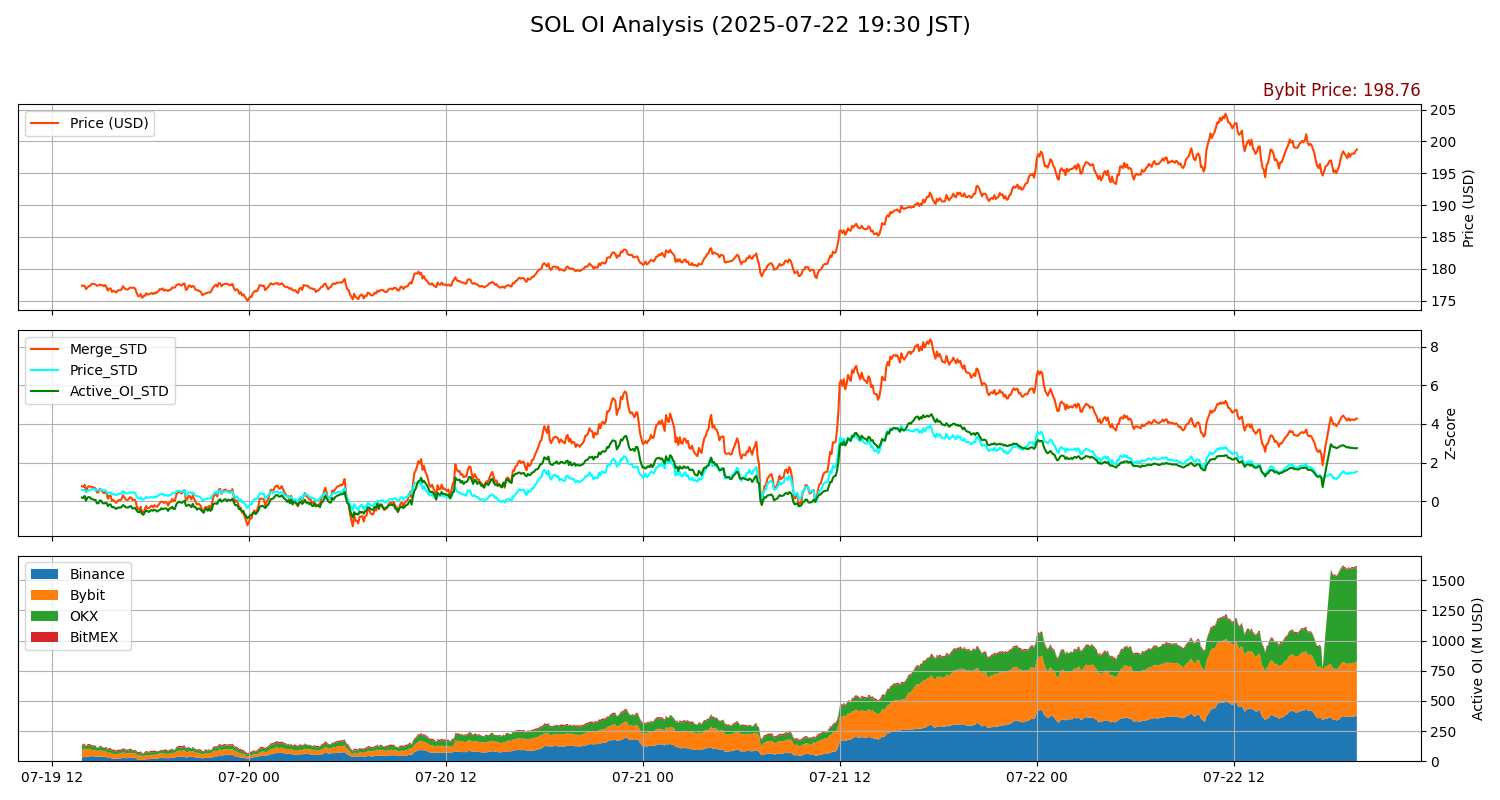 SOL OI Analysis (2025-07-22 19:30 JST)
Bybit Price: 198.76
Price (USD)
205
200
195
190
185
180
175
Price (USD)
Merge_STD
Price_STD
Active_OI_STD
8
6
4
2
0
Z-Score
Binance
Bybit
OKX
BitMEX
1500
1250
1000
750
500
250
0
Active OI (M USD)
07-19 12
07-20 00
07-20 12
07-21 00
07-21 12
07-22 00
07-22 12